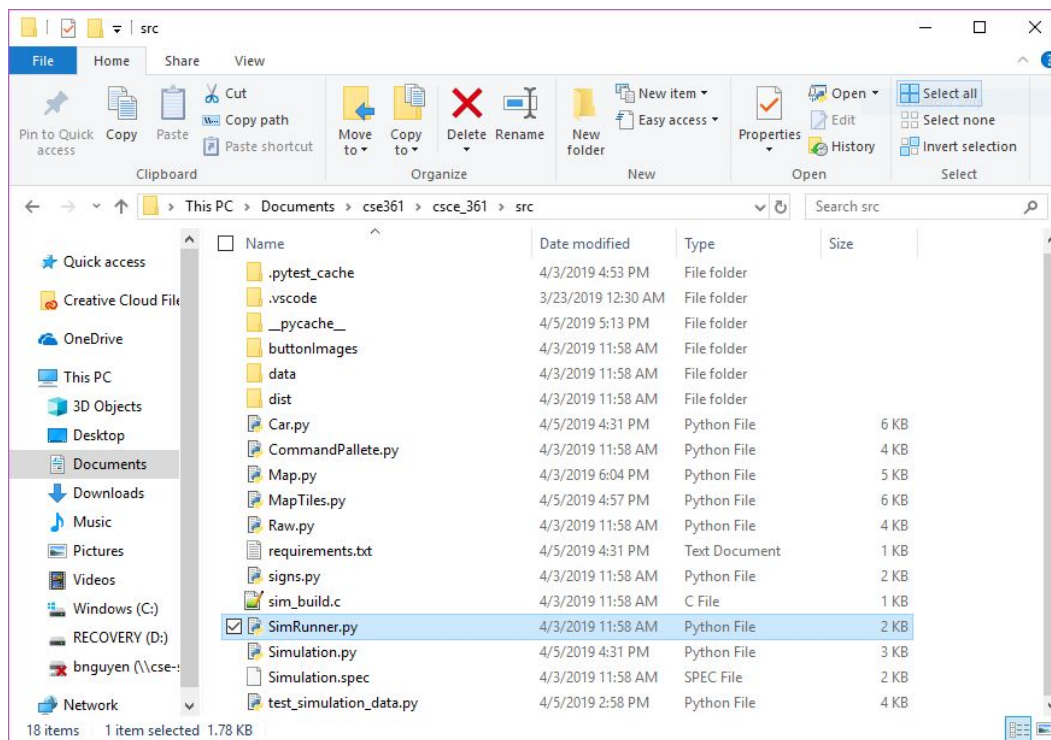 src
File Home Share View
Pin to Quick access
Copy
Paste
Cut
Copy path
Paste shortcut
Move to
Copy to
Delete
Rename
New folder
New item
Easy access
Properties
Open
Edit
History
Select all
Select none
Invert selection
Clipboard Organize New Open Select
This PC > Documents > cse361 > csce_361 > src
Search src
Quick access
Creative Cloud File
OneDrive
This PC
3D Objects
Desktop
Documents
Downloads
Music
Pictures
Videos
Windows (C:)
RECOVERY (D:)
bnguyen (\\cse-s
Network
Name Date modified Type Size
.pytest_cache 4/3/2019 4:53 PM File folder
.vscode 3/23/2019 12:30 AM File folder
__pycache__ 4/5/2019 5:13 PM File folder
buttonImages 4/3/2019 11:58 AM File folder
data 4/3/2019 11:58 AM File folder
dist 4/3/2019 11:58 AM File folder
Car.py 4/5/2019 4:31 PM Python File 6 KB
CommandPallete.py 4/3/2019 11:58 AM Python File 4 KB
Map.py 4/3/2019 6:04 PM Python File 5 KB
MapTiles.py 4/5/2019 4:57 PM Python File 6 KB
Raw.py 4/3/2019 11:58 AM Python File 4 KB
requirements.txt 4/5/2019 4:31 PM Text Document 1 KB
signs.py 4/3/2019 11:58 AM Python File 2 KB
sim_build.c 4/3/2019 11:58 AM C File 1 KB
SimRunner.py 4/3/2019 11:58 AM Python File 2 KB
Simulation.py 4/5/2019 4:31 PM Python File 3 KB
Simulation.spec 4/3/2019 11:58 AM SPEC File 2 KB
test_simulation_data.py 4/5/2019 2:58 PM Python File 4 KB
18 items 1 item selected 1.78 KB